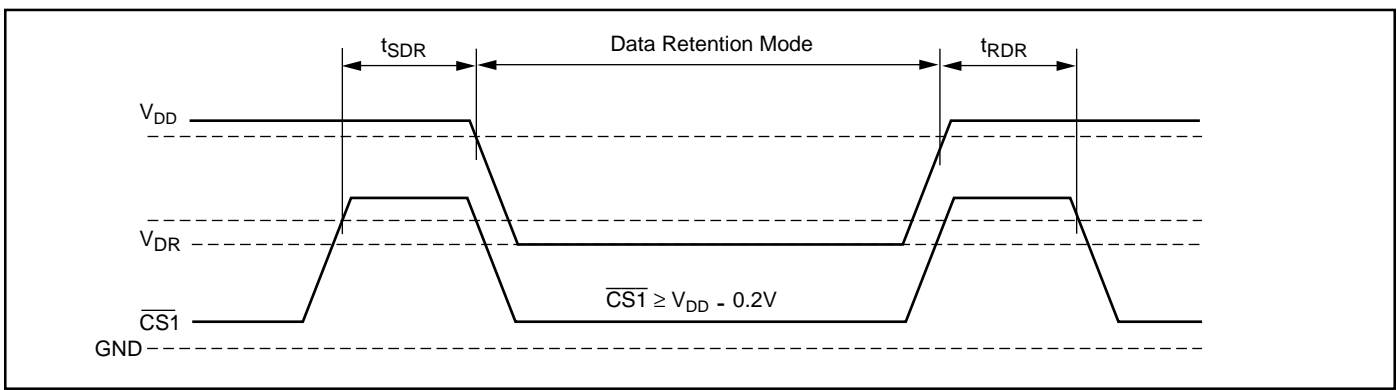 tSDR Data Retention Mode tRDR
VDD
VDR
CS1 ≥ VDD - 0.2V
CS1
GND